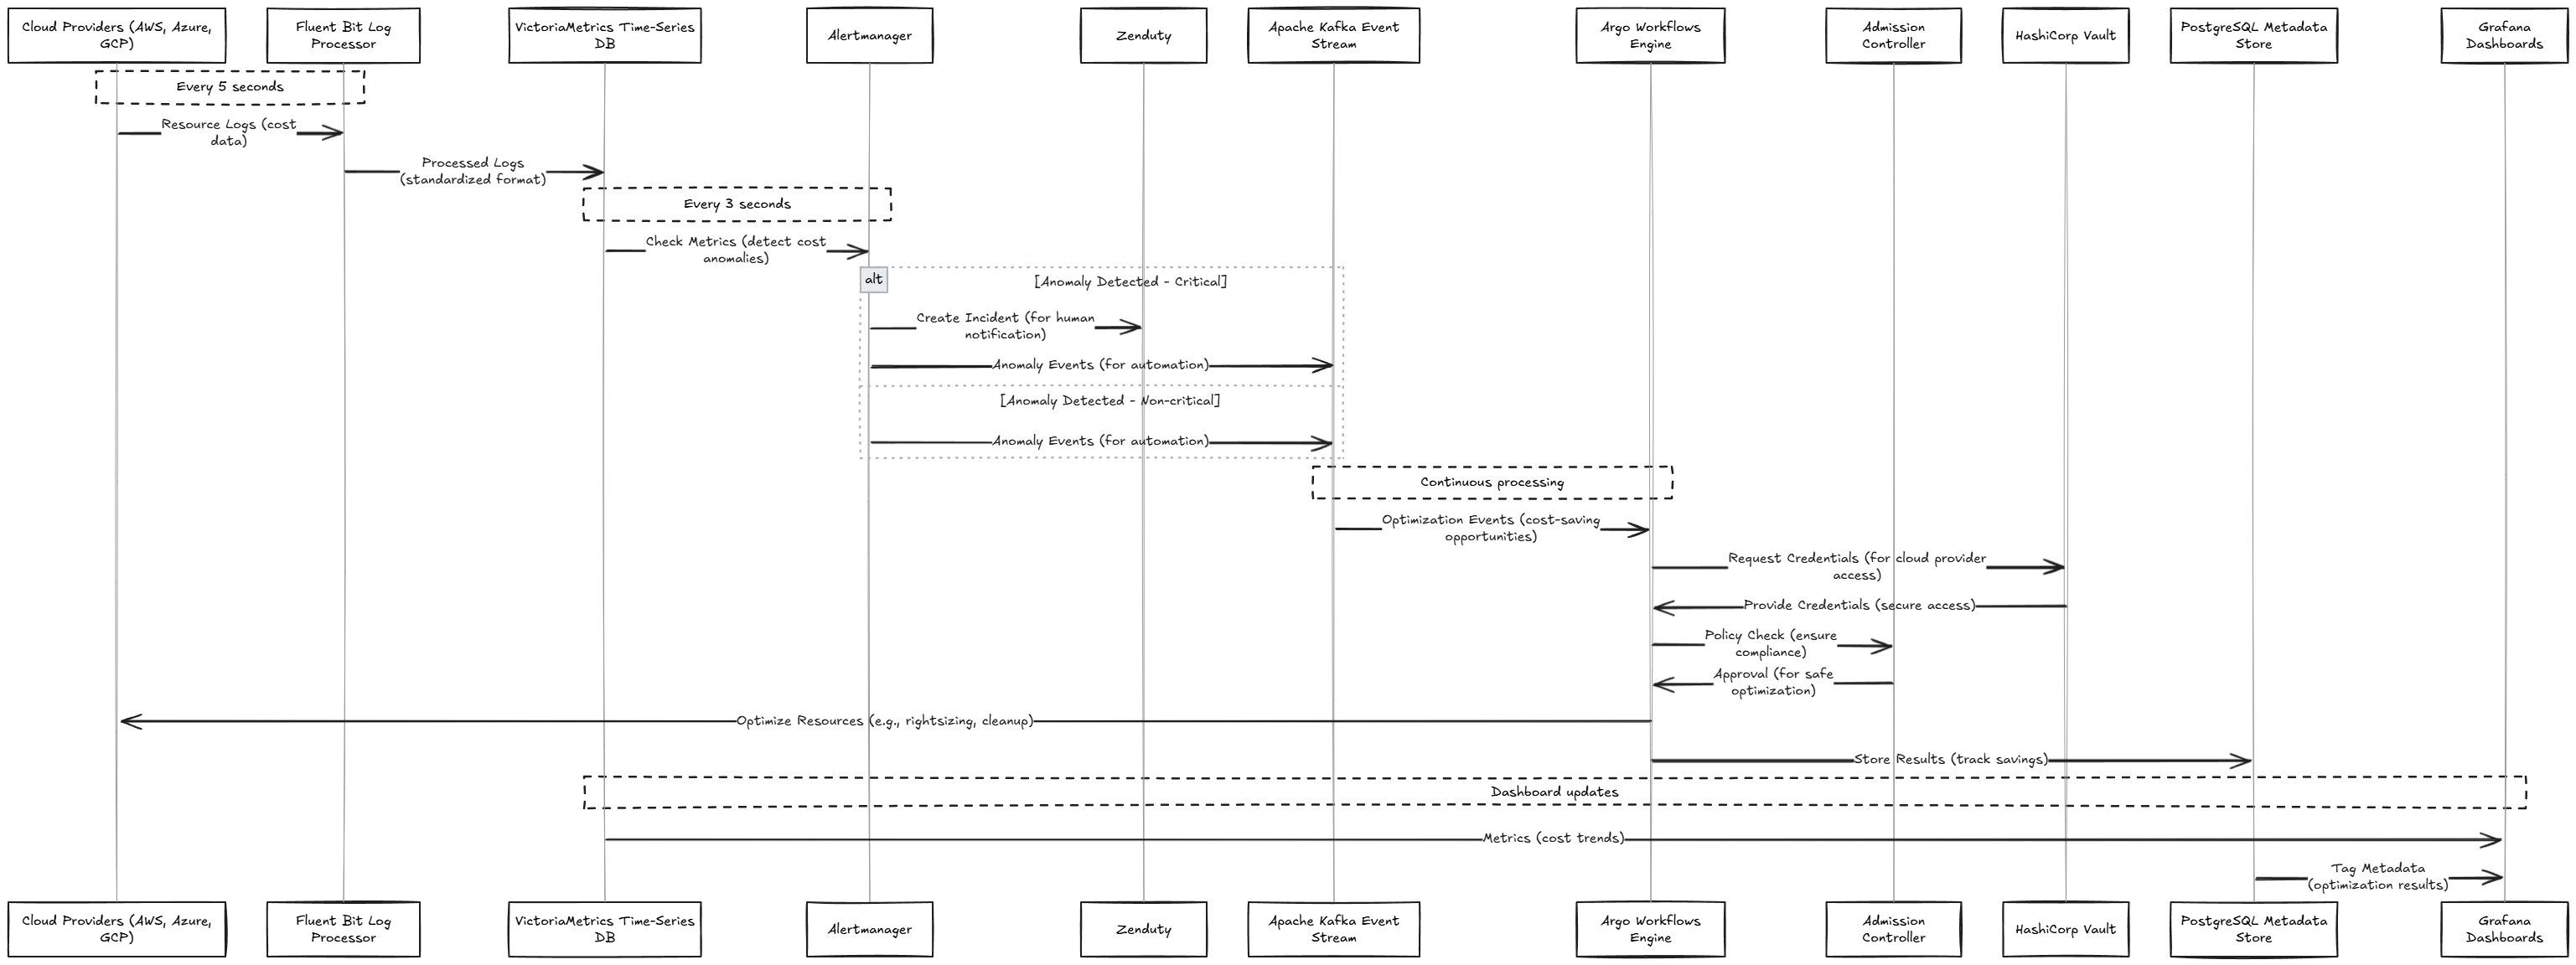 Cloud Providers (AWS, Azure,
GCP)
Fluent Bit Log
Processor
VictoriaMetrics Time-Series
DB
Alertmanager
Zenduty
Apache Kafka Event
Stream
Argo Workflows
Engine
Admission
Controller
HashiCorp Vault
PostgreSQL Metadata
Store
Grafana
Dashboards
Every 5 seconds
Resource Logs (cost
data)
Processed Logs
(standardized format)
Every 3 seconds
Check Metrics (detect cost
anomalies)
alt
[Anomaly Detected - Critical]
Create Incident (for human
notification)
Anomaly Events (for automation)
[Anomaly Detected - Non-critical]
Anomaly Events (for automation)
Continuous processing
Optimization Events (cost-saving
opportunities)
Request Credentials (for cloud provider
access)
Provide Credentials (secure access)
Policy Check (ensure
compliance)
Approval (for safe
optimization)
Optimize Resources (e.g., rightsizing, cleanup)
Store Results (track savings)
Dashboard updates
Metrics (cost trends)
Tag Metadata
(optimization results)
Cloud Providers (AWS, Azure,
GCP)
Fluent Bit Log
Processor
VictoriaMetrics Time-Series
DB
Alertmanager
Zenduty
Apache Kafka Event
Stream
Argo Workflows
Engine
Admission
Controller
HashiCorp Vault
PostgreSQL Metadata
Store
Grafana
Dashboards